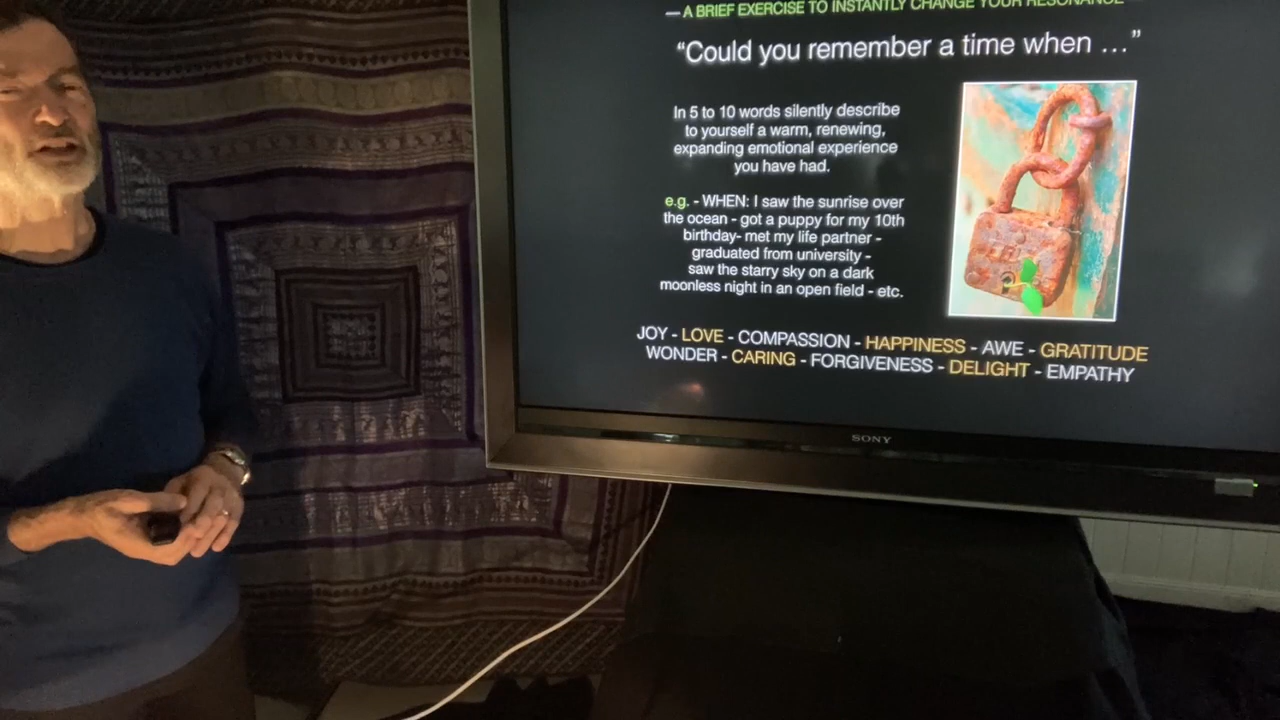 — A BRIEF EXERCISE TO INSTANTLY CHANGE YOUR RESONANCE —
“Could you remember a time when …”
In 5 to 10 words silently describe
to yourself a warm, renewing,
expanding emotional experience
you have had.
e.g. - WHEN: I saw the sunrise over
the ocean - got a puppy for my 10th
birthday- met my life partner -
graduated from university -
saw the starry sky on a dark
moonless night in an open field - etc.
JOY - LOVE - COMPASSION - HAPPINESS - AWE - GRATITUDE
WONDER - CARING - FORGIVENESS - DELIGHT - EMPATHY
SONY